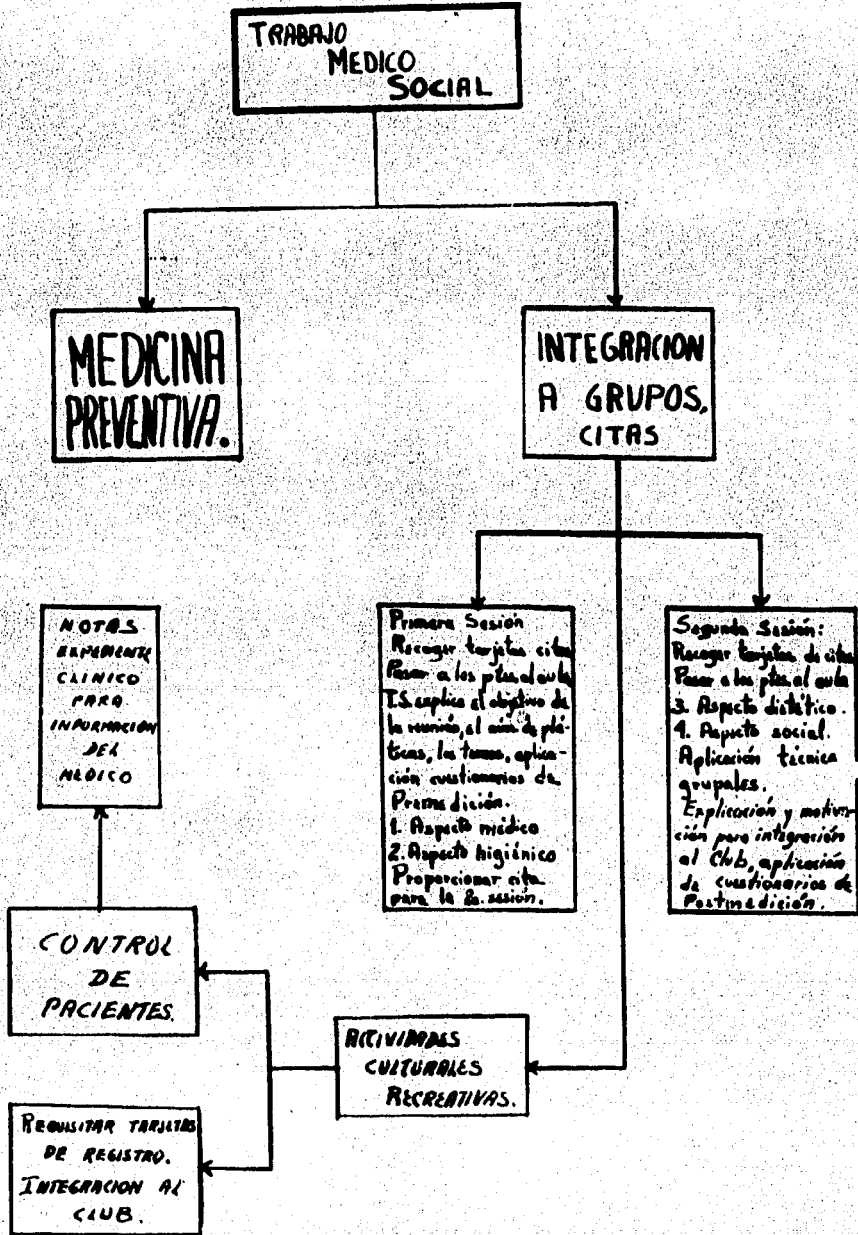 TRABAJO
MEDICO
SOCIAL
MEDICINA
PREVENTIVA.
INTEGRACION
A GRUPOS,
CITAS
NOTAS
EXPEDIENTE
CLINICO
PARA
INFORMACION
DEL
MEDICO
Primera Sesión
Recoger tarjetas citas
Pasar a los ptes. al aula
T.S. explica el objetivo de
la reunión, el de plá-
ticas, los temas, aplica-
ción cuestionarios de
Premedición.
1. Aspecto médico
2. Aspecto higiénico
Proporcionar cita
para la 2a. sesión.
Segunda Sesión:
Recoger tarjetas de citas
Pasar a los ptes. al aula
3. Aspecto dietético.
4. Aspecto social.
Aplicación técnica
grupales.
Explicación y motiva-
ción para integración
al Club, aplicación
de cuestionarios de
Postmedición.
CONTROL
DE
PACIENTES.
ACTIVIDADES
CULTURALES
RECREATIVAS.
REQUISITAR TARJETAS
DE REGISTRO.
INTEGRACION AL
CLUB.